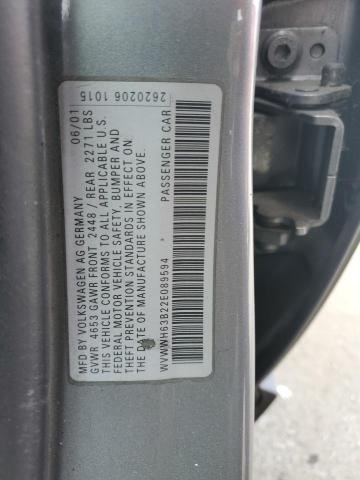 MFD BY VOLKSWAGEN AG GERMANY 06/01 2620206 1015
GVWR 4653 GAWR FRONT 2448 / REAR 2271 LBS
THIS VEHICLE CONFORMS TO ALL APPLICABLE U.S.
FEDERAL MOTOR VEHICLE SAFETY, BUMPER AND
THEFT PREVENTION STANDARDS IN EFFECT ON
THE DATE OF MANUFACTURE SHOWN ABOVE.
WVWWH63B22E089594 PASSENGER CAR